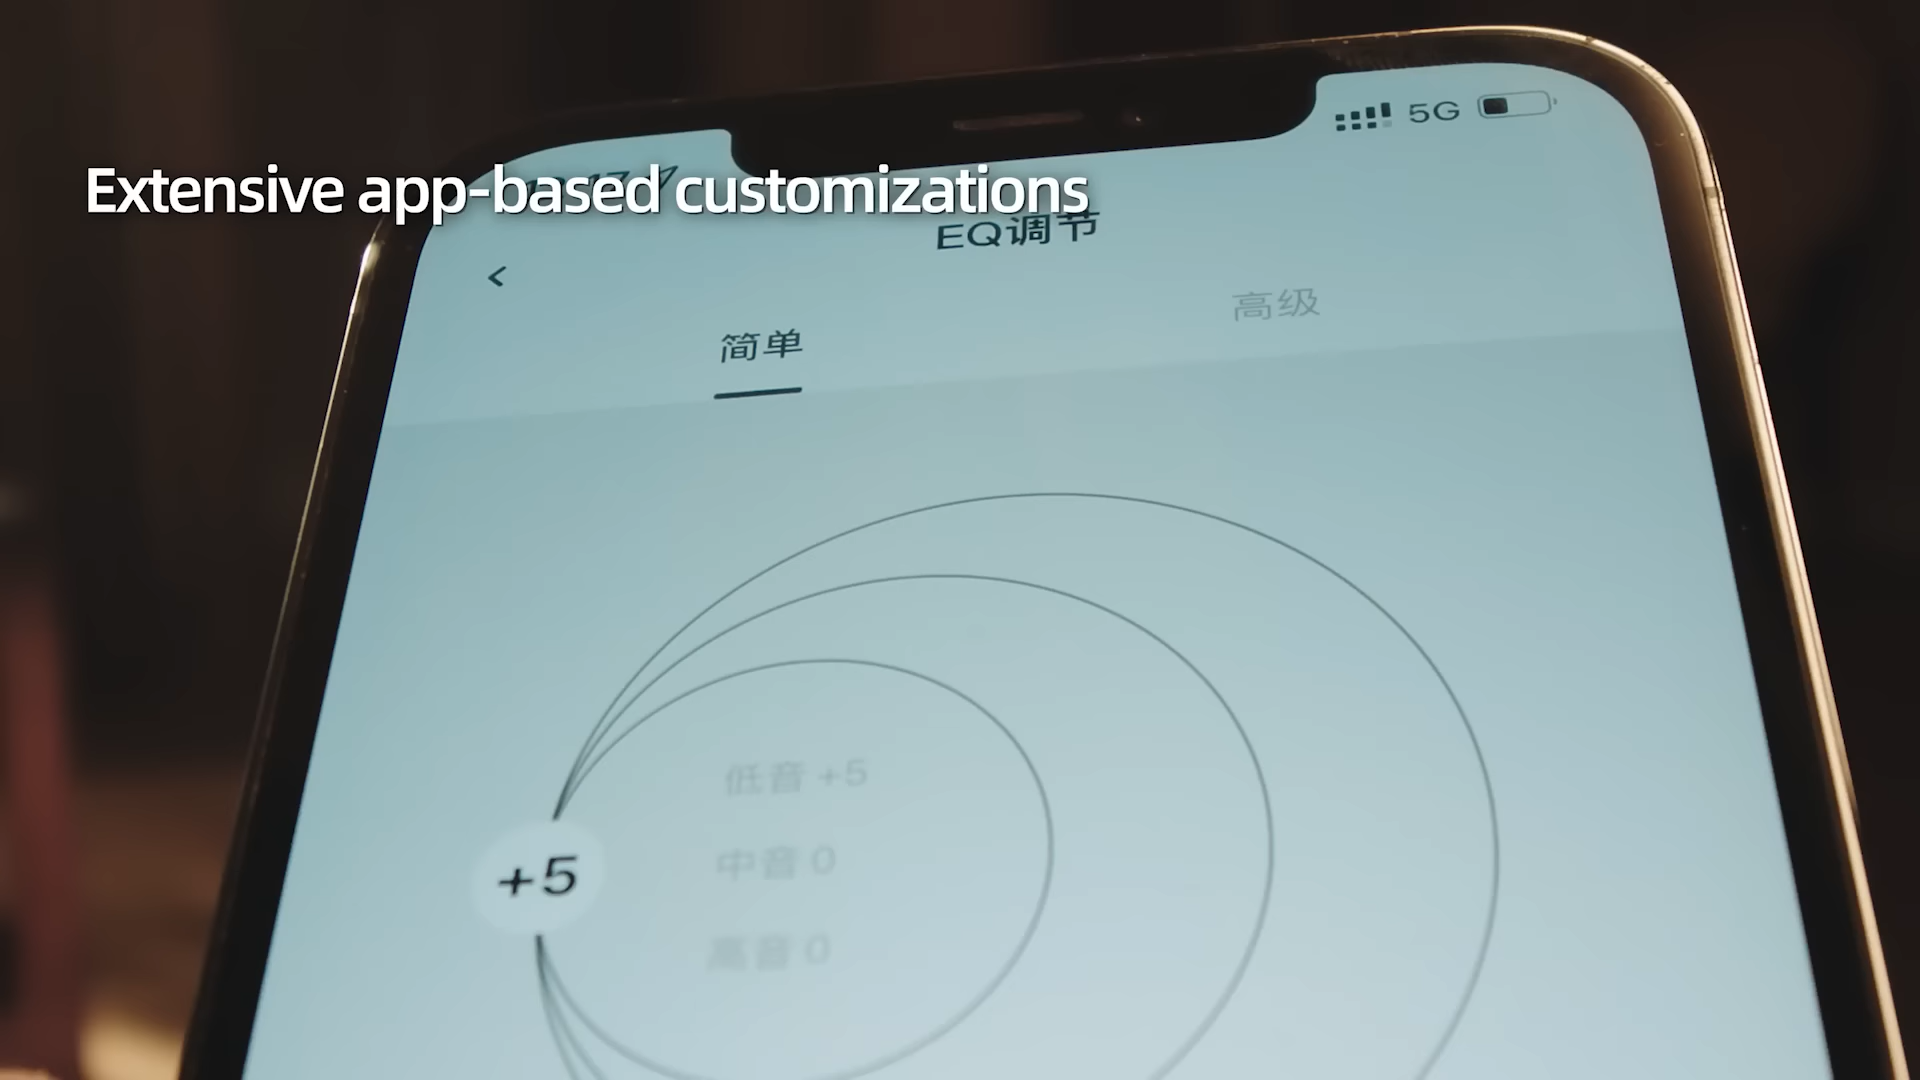 5G
Extensive app-based customizations
EQ调节
<
简单
高级
低音 +5
中音 0
+5
高音 0